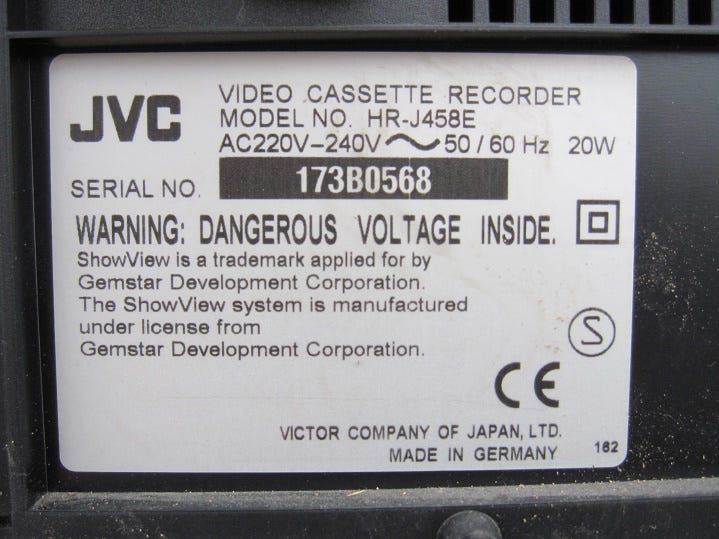 JVC
VIDEO CASSETTE RECORDER
MODEL NO. HR-J458E
AC220V–240V ~ 50 / 60 Hz 20W
SERIAL NO. 173B0568
WARNING: DANGEROUS VOLTAGE INSIDE.
ShowView is a trademark applied for by
Gemstar Development Corporation.
The ShowView system is manufactured
under license from
Gemstar Development Corporation.
S
CE
VICTOR COMPANY OF JAPAN, LTD.
MADE IN GERMANY 162